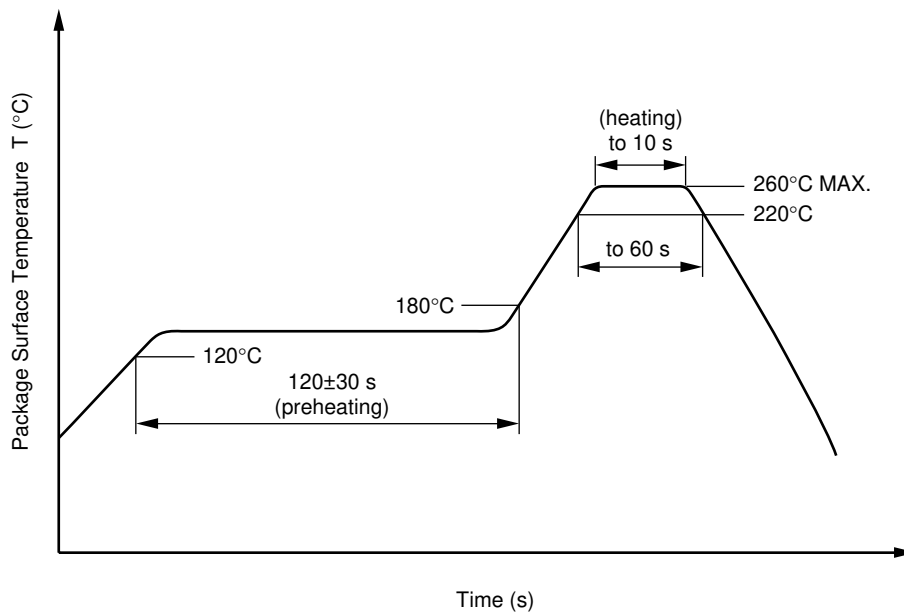 Package Surface Temperature T (°C)
(heating)
to 10 s
260°C MAX.
220°C
to 60 s
180°C
120°C
120±30 s
(preheating)
Time (s)